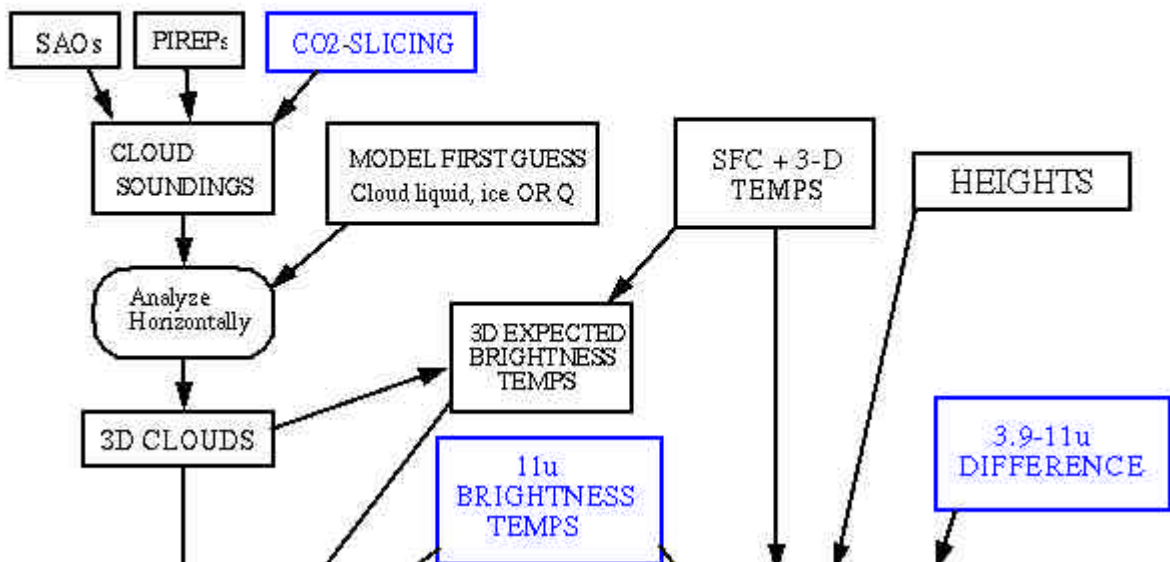 SAOs
PIREPs
CO2-SLICING
CLOUD
SOUNDINGS
MODEL FIRST GUESS
Cloud liquid, ice OR Q
SFC + 3-D
TEMPS
HEIGHTS
Analyze
Horizontally
3D EXPECTED
BRIGHTNESS
TEMPS
3D CLOUDS
11u
BRIGHTNESS
TEMPS
3.9-11u
DIFFERENCE